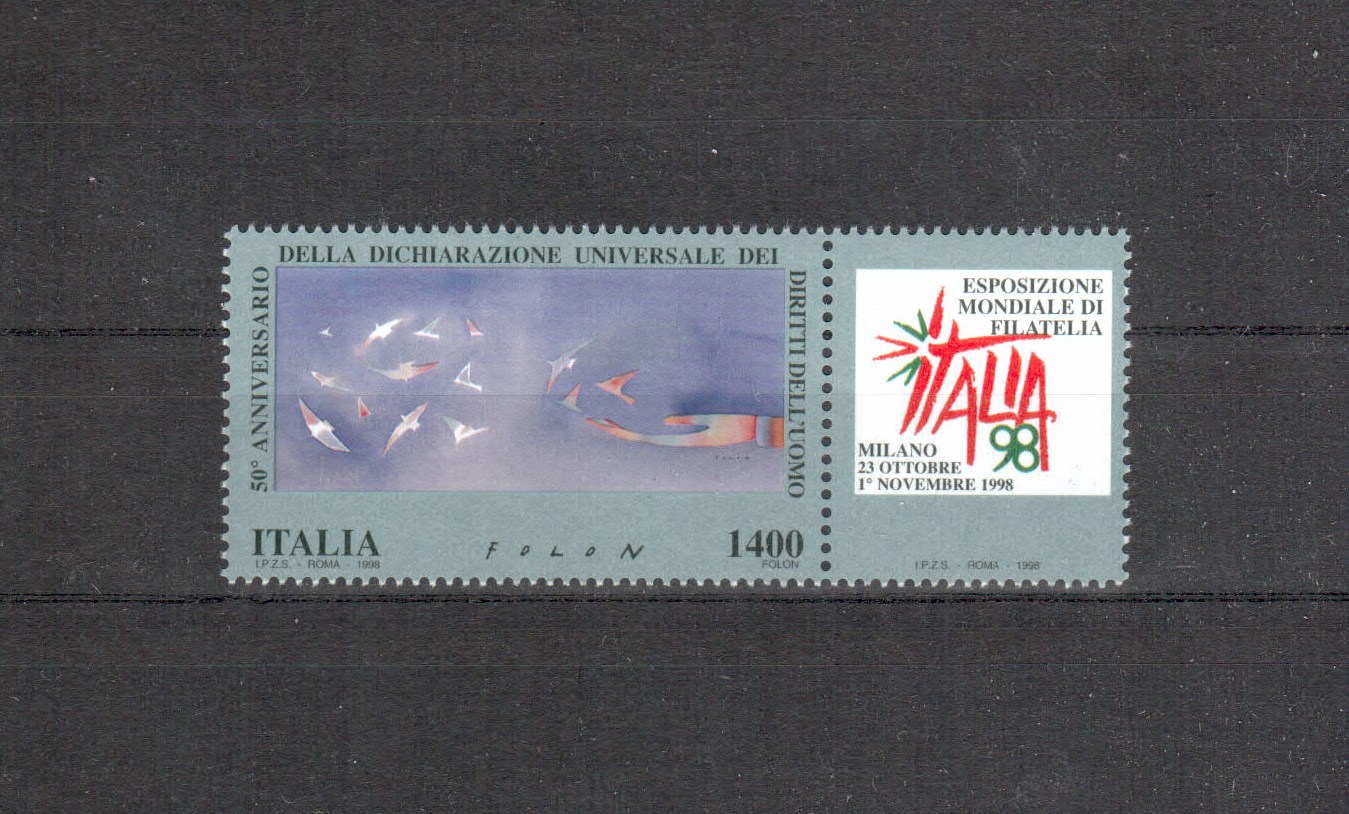 50° ANNIVERSARIO
DELLA DICHIARAZIONE UNIVERSALE DEI
DIRITTI DELL'UOMO
FOLON
ITALIA
FOLON
1400
I.P.Z.S. - ROMA - 1998
FOLON
ESPOSIZIONE
MONDIALE DI
FILATELIA
ITALIA
98
MILANO
23 OTTOBRE
1° NOVEMBRE 1998
I.P.Z.S. - ROMA - 1998